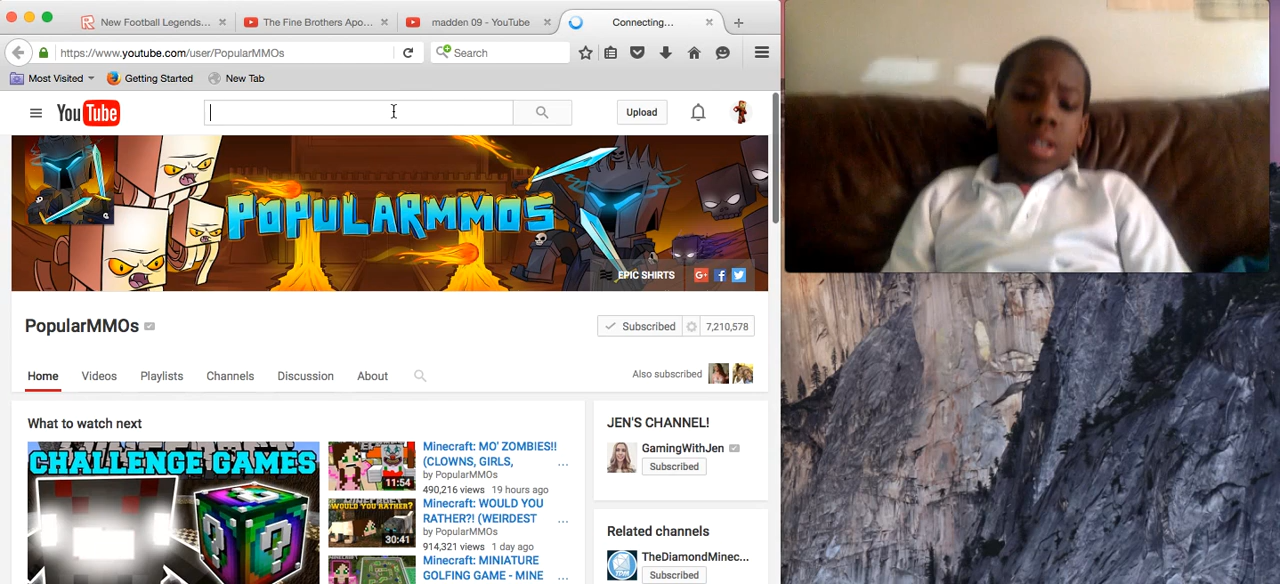 New Football Legends...
The Fine Brothers Apo...
madden 09 - YouTube
Connecting...
https://www.youtube.com/user/PopularMMOs
Search
Most Visited
Getting Started
New Tab
YouTube
Upload
POPULARMMOS
EPIC SHIRTS
PopularMMOs
Subscribed
7,210,578
Home
Videos
Playlists
Channels
Discussion
About
Also subscribed
What to watch next
CHALLENGE GAMES
11:54
Minecraft: MO' ZOMBIES!!
(CLOWNS, GIRLS,
by PopularMMOs
490,216 views 19 hours ago
WOULD YOU RATHER?
30:41
Minecraft: WOULD YOU
RATHER?! (WEIRDEST
by PopularMMOs
914,321 views 1 day ago
Minecraft: MINIATURE
GOLFING GAME - MINE
JEN'S CHANNEL!
GamingWithJen
Subscribed
Related channels
TheDiamondMinec...
Subscribed